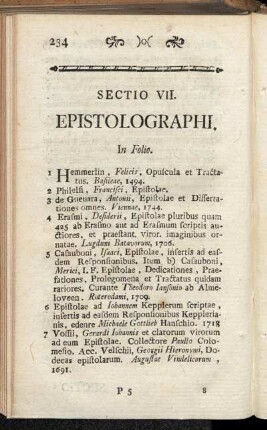 234
SECTIO VII.
EPISTOLOGRAPHI.
In Folio.
1 Hemmerlin, Felicis, Opuscula et Tracta-
tus. Basileae, 1494.
2 Philelfi, Francisci, Epistolae.
3 de Guevara, Antonii, Epistolae et Disserta-
tiones omnes. Viennae, 1744.
4 Erasmi, Desiderii, Epistolae pluribus quam
425 ab Erasmo aut ad Erasmum scriptis au-
ctiores, et praestant. viror. imaginibus or-
natae. Lugdum Batavorum, 1706.
5 Casauboni, Isaaci, Epistolae, insertis ad eas-
dem Responsionibus. Item b) Casauboni,
Merici, I. F. Epistolae, Dedicationes, Prae-
fationes, Prolegomena et Tractatus quidam
rariores. Curante Theodoro Iansonio ab Alme-
loveen. Roterodami, 1709.
6 Epistolae ad Iohannem Kepplerum scriptae,
insertis ad easdem Responsionibus Keppleria-
nis, edente Michaele Gottlieb Hanschio. 1718
7 Vossii, Gerardi Iohannis et clarorum virorum
ad eum Epistolae. Collectore Paullo Colo-
mesio. Acc. Velschii, Georgii Hieronymi, Do-
decas epistolarum. Augustae Vindelicorum,
1691.
P 5
8